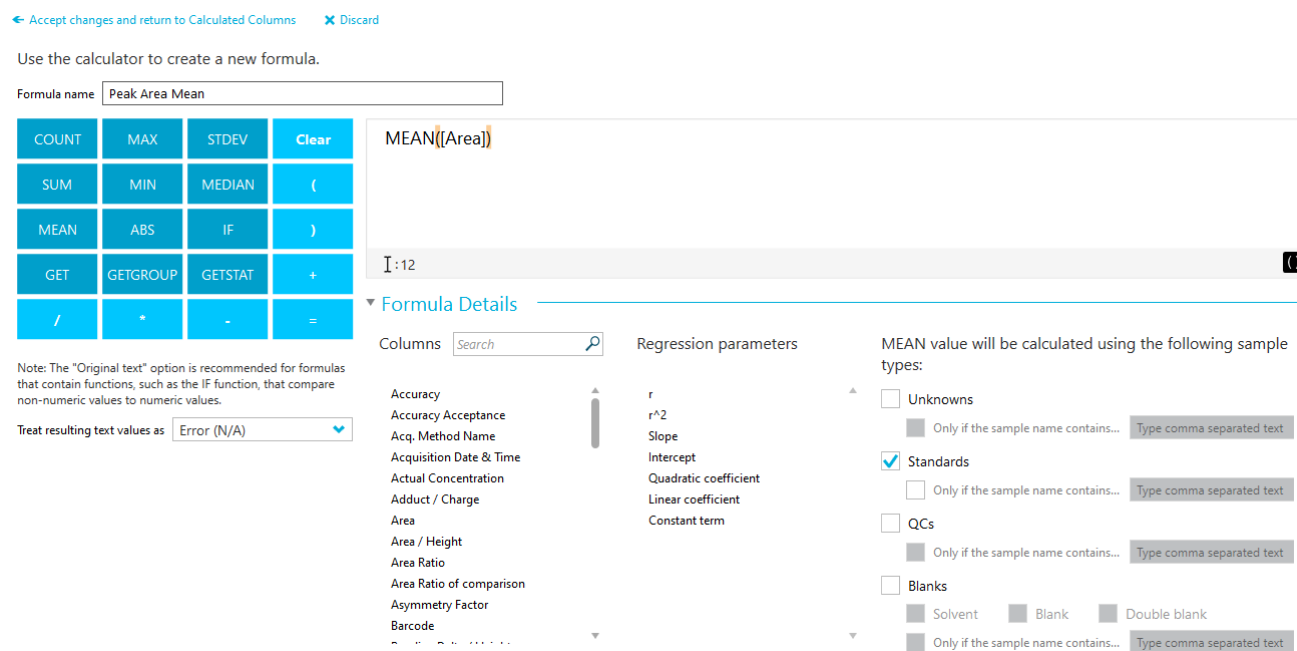 Accept changes and return to Calculated Columns Discard
Use the calculator to create a new formula.
Formula name Peak Area Mean
COUNT MAX STDEV Clear
SUM MIN MEDIAN (
MEAN ABS IF )
GET GETGROUP GETSTAT +
/ * - =
Note: The "Original text" option is recommended for formulas
that contain functions, such as the IF function, that compare
non-numeric values to numeric values.
Treat resulting text values as Error (N/A)
MEAN([Area])
:12
Formula Details
Columns Search
Accuracy
Accuracy Acceptance
Acq. Method Name
Acquisition Date & Time
Actual Concentration
Adduct / Charge
Area
Area / Height
Area Ratio
Area Ratio of comparison
Asymmetry Factor
Barcode
Regression parameters
r
r^2
Slope
Intercept
Quadratic coefficient
Linear coefficient
Constant term
MEAN value will be calculated using the following sample
types:
Unknowns
Only if the sample name contains... Type comma separated text
Standards
Only if the sample name contains... Type comma separated text
QCs
Only if the sample name contains... Type comma separated text
Blanks
Solvent Blank Double blank
Only if the sample name contains... Type comma separated text